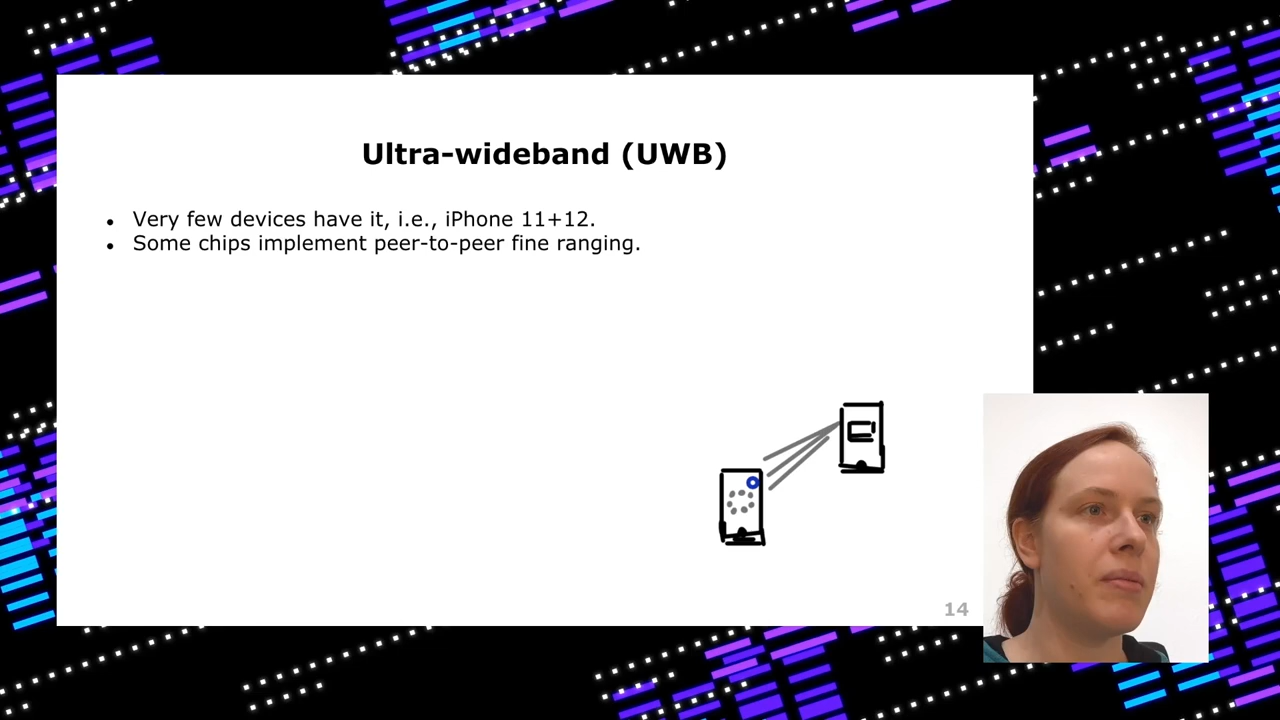 Ultra-wideband (UWB)
• Very few devices have it, i.e., iPhone 11+12.
• Some chips implement peer-to-peer fine ranging.
14